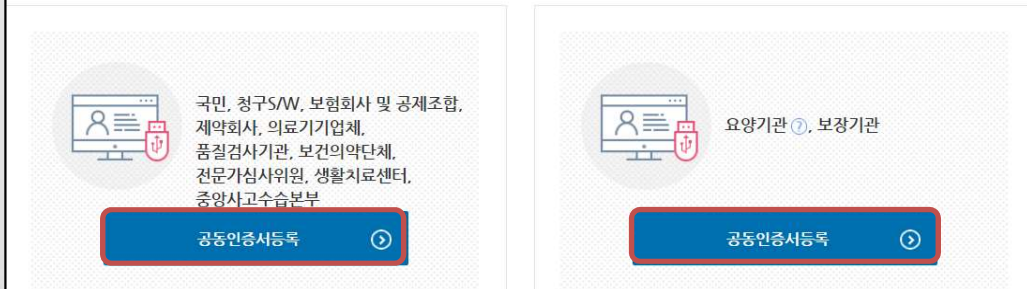 국민, 청구S/W, 보험회사 및 공제조합,
제약회사, 의료기기업체,
품질검사기관, 보건의약단체,
전문가심사위원, 생활치료센터,
중앙사고수습본부
공동인증서등록
요양기관 ?, 보장기관
공동인증서등록